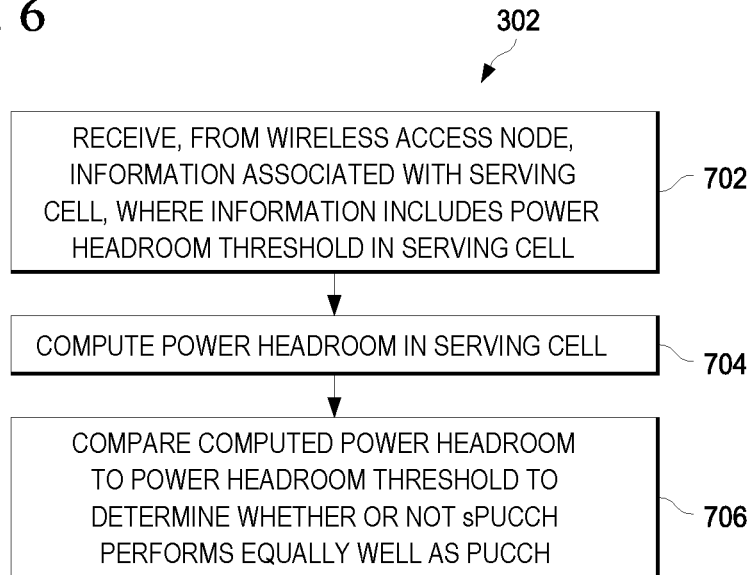 . 6
302
RECEIVE, FROM WIRELESS ACCESS NODE,
INFORMATION ASSOCIATED WITH SERVING
CELL, WHERE INFORMATION INCLUDES POWER
HEADROOM THRESHOLD IN SERVING CELL
702
COMPUTE POWER HEADROOM IN SERVING CELL
704
COMPARE COMPUTED POWER HEADROOM
TO POWER HEADROOM THRESHOLD TO
DETERMINE WHETHER OR NOT sPUCCH
PERFORMS EQUALLY WELL AS PUCCH
706